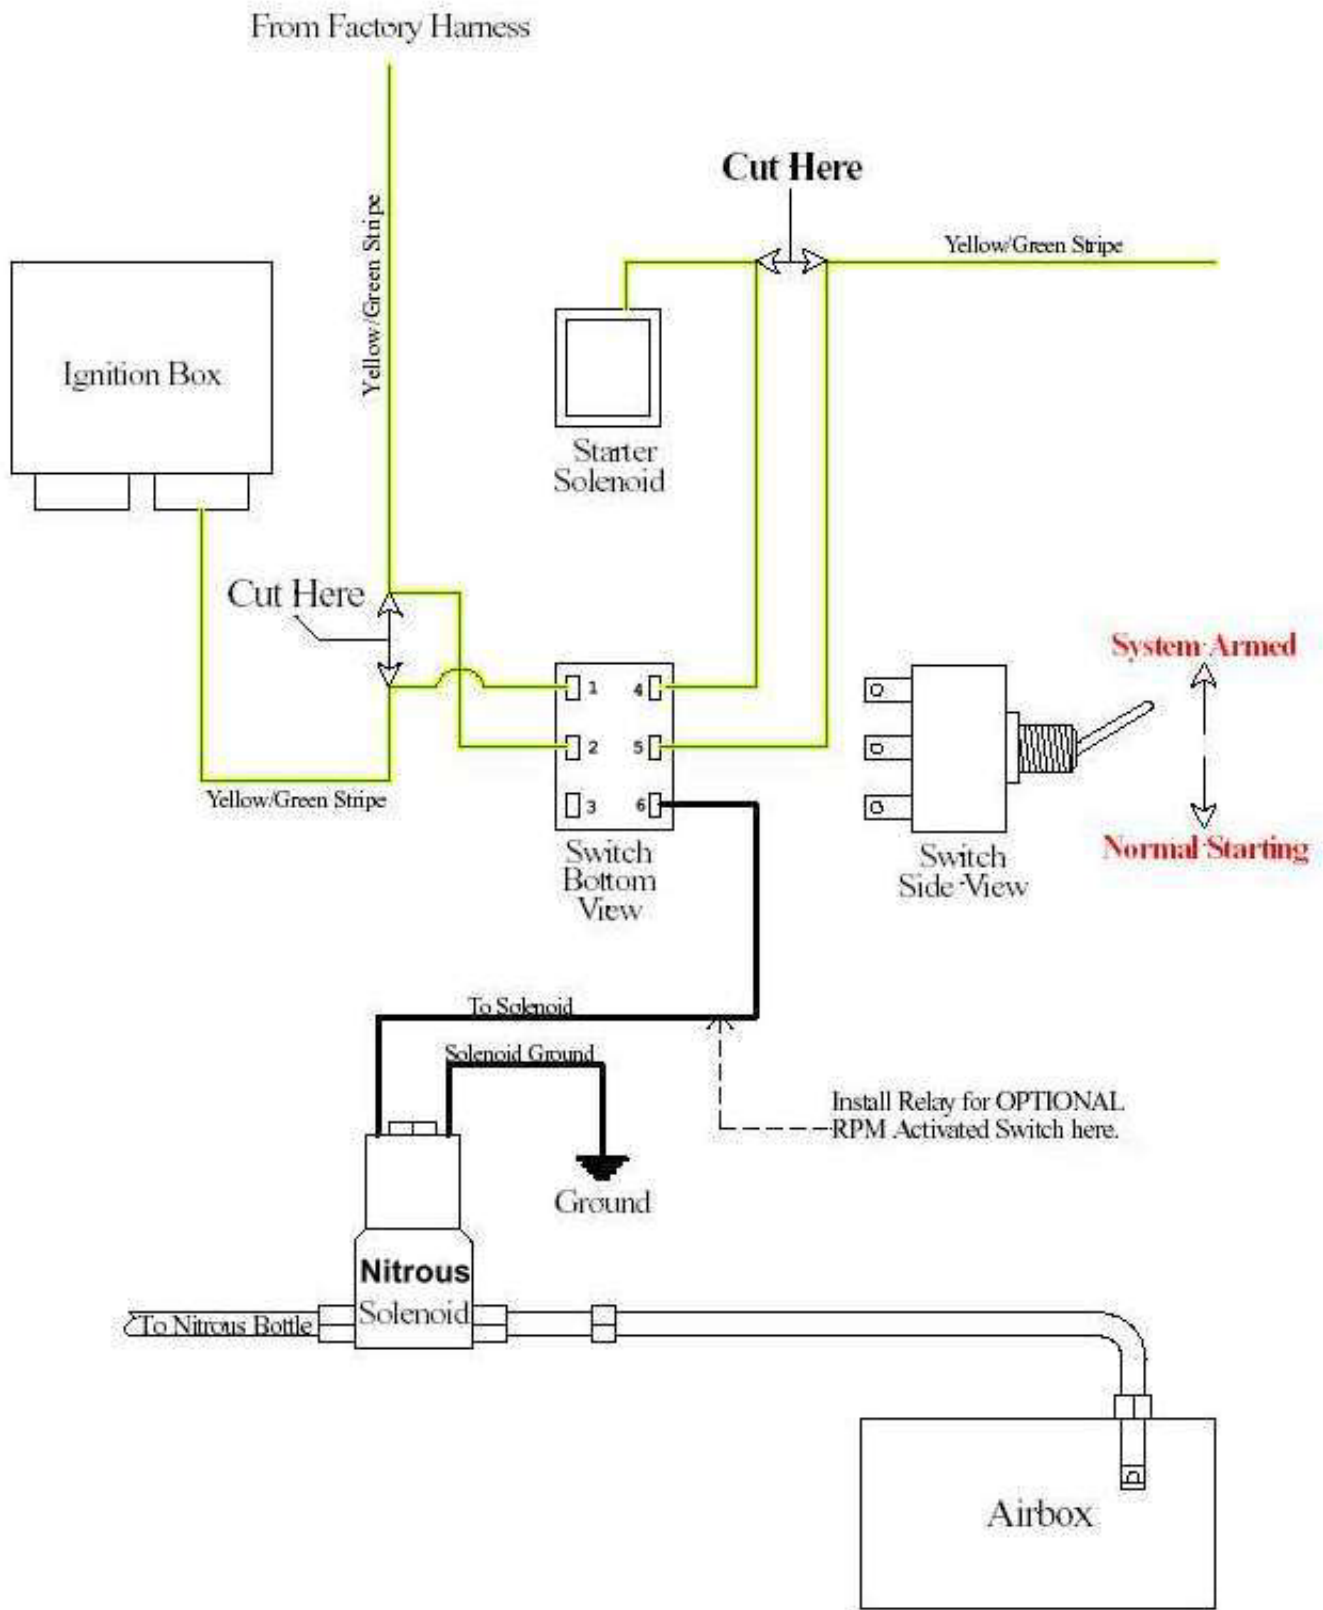 From Factory Harness
Cut Here
Yellow/Green Stripe
Yellow/Green Stripe
Ignition Box
Starter
Solenoid
Cut Here
System Armed
1 4
2 5
3 6
Yellow/Green Stripe
Switch
Bottom
View
Switch
Side View
Normal Starting
To Solenoid
Solenoid Ground
Install Relay for OPTIONAL
RPM Activated Switch here.
Ground
Nitrous
Solenoid
To Nitrous Bottle
Airbox